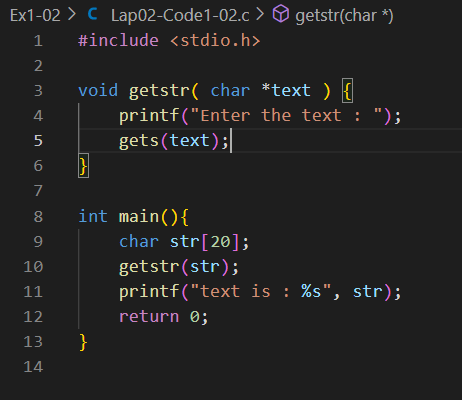 Ex1-02 > C Lap02-Code1-02.c > getstr(char *)
1 #include <stdio.h>
2
3 void getstr( char *text ) {
4     printf("Enter the text : ");
5     gets(text);
6 }
7
8 int main(){
9     char str[20];
10     getstr(str);
11     printf("text is : %s", str);
12     return 0;
13 }
14